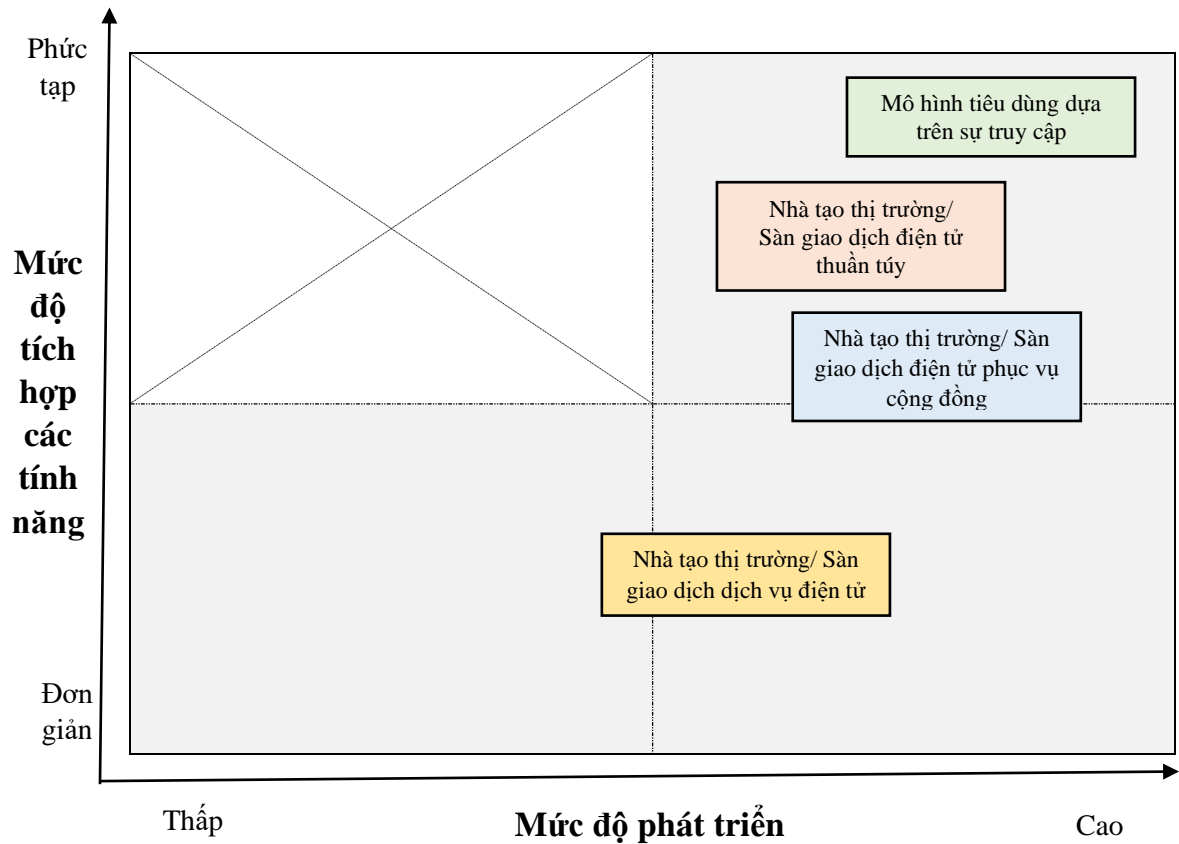 Phức
tạp
Mô hình tiêu dùng dựa
trên sự truy cập
Nhà tạo thị trường/
Sàn giao dịch điện tử
thuần túy
Mức
độ
tích
hợp
các
tính
năng
Nhà tạo thị trường/ Sàn
giao dịch điện tử phục vụ
cộng đồng
Nhà tạo thị trường/ Sàn
giao dịch dịch vụ điện tử
Đơn
giản
Thấp
Mức độ phát triển
Cao